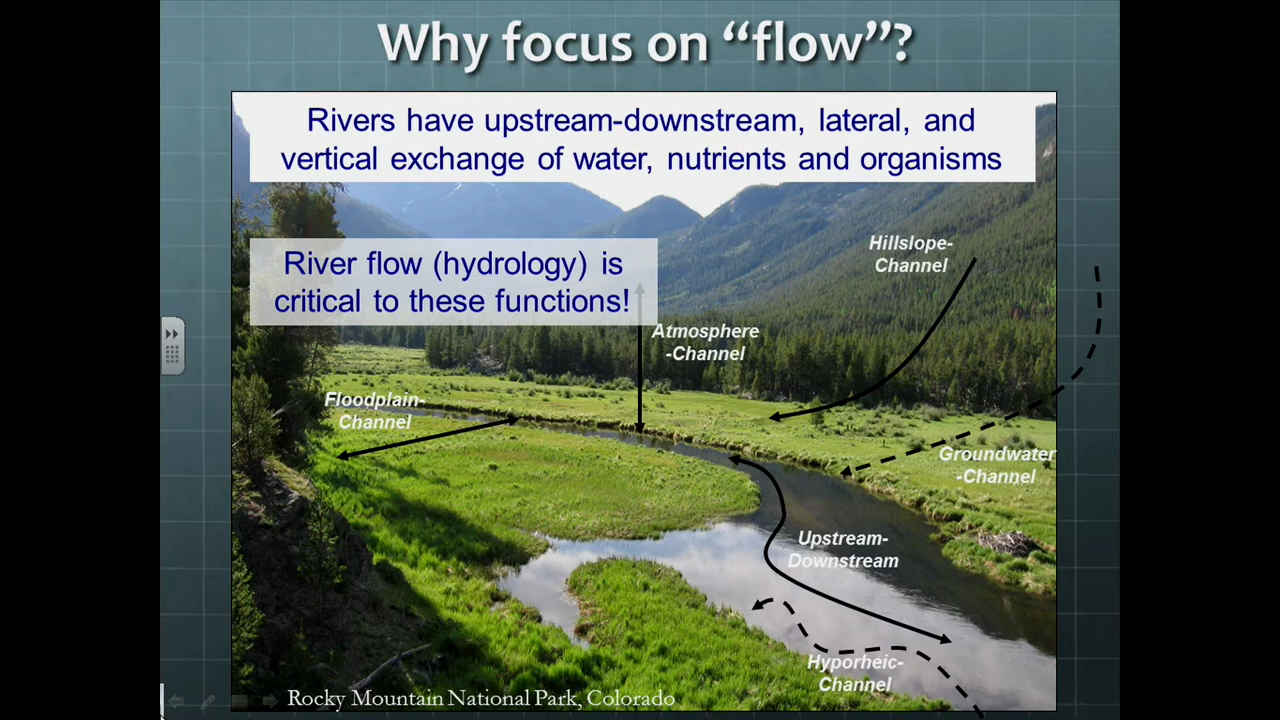 Why focus on “flow”?
Rivers have upstream-downstream, lateral, and
vertical exchange of water, nutrients and organisms
River flow (hydrology) is
critical to these functions!
Hillslope-
Channel
Atmosphere
-Channel
Floodplain-
Channel
Groundwater
-Channel
Upstream-
Downstream
Hyporheic-
Channel
Rocky Mountain National Park, Colorado